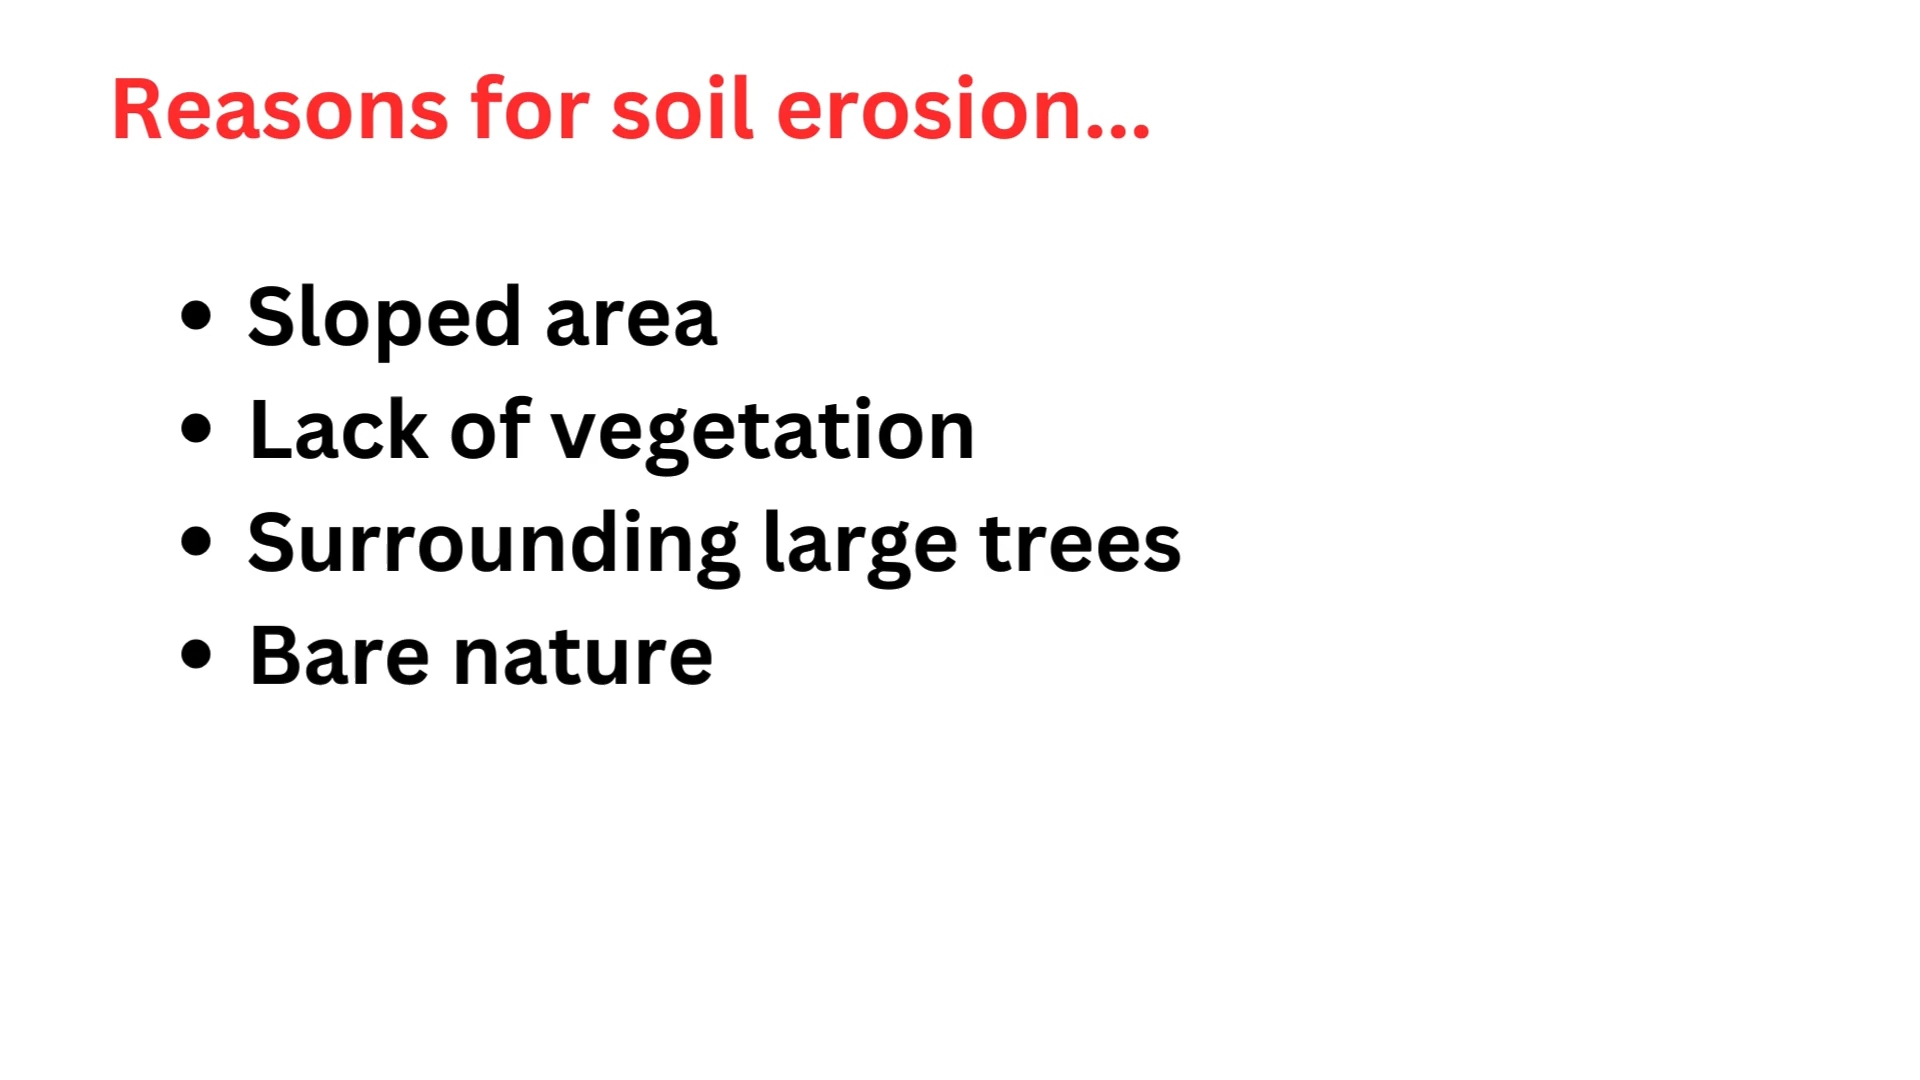 Reasons for soil erosion...
• Sloped area
• Lack of vegetation
• Surrounding large trees
• Bare nature